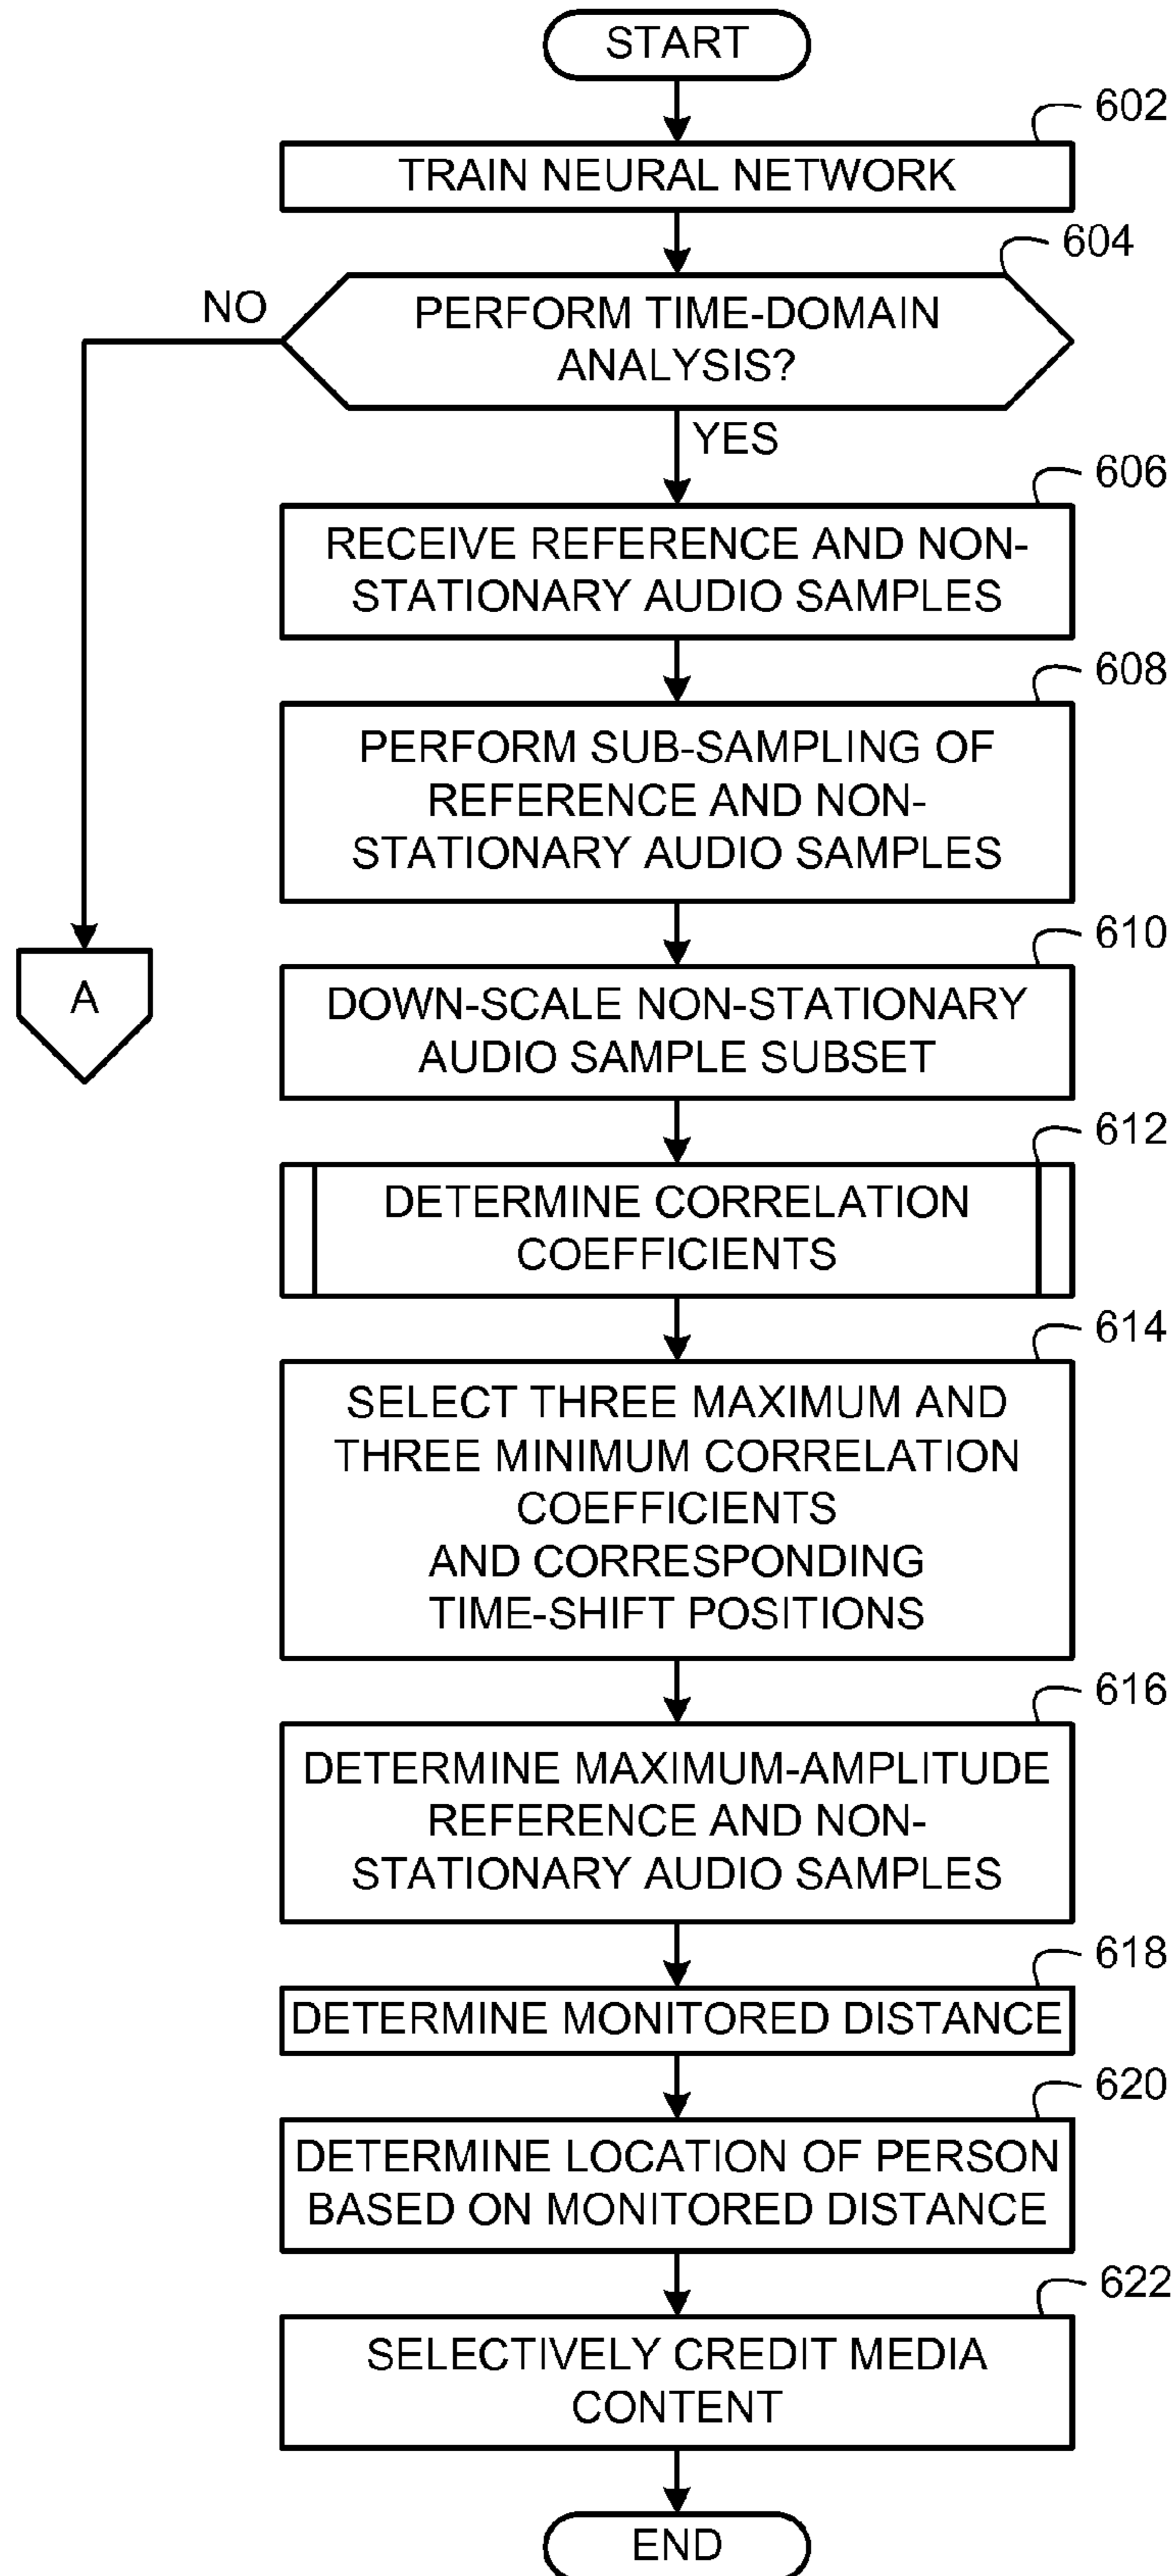 START
602
TRAIN NEURAL NETWORK
604
NO
PERFORM TIME-DOMAIN
ANALYSIS?
YES
606
RECEIVE REFERENCE AND NON-
STATIONARY AUDIO SAMPLES
608
PERFORM SUB-SAMPLING OF
REFERENCE AND NON-
STATIONARY AUDIO SAMPLES
610
A
DOWN-SCALE NON-STATIONARY
AUDIO SAMPLE SUBSET
612
DETERMINE CORRELATION
COEFFICIENTS
614
SELECT THREE MAXIMUM AND
THREE MINIMUM CORRELATION
COEFFICIENTS
AND CORRESPONDING
TIME-SHIFT POSITIONS
616
DETERMINE MAXIMUM-AMPLITUDE
REFERENCE AND NON-
STATIONARY AUDIO SAMPLES
618
DETERMINE MONITORED DISTANCE
620
DETERMINE LOCATION OF PERSON
BASED ON MONITORED DISTANCE
622
SELECTIVELY CREDIT MEDIA
CONTENT
END